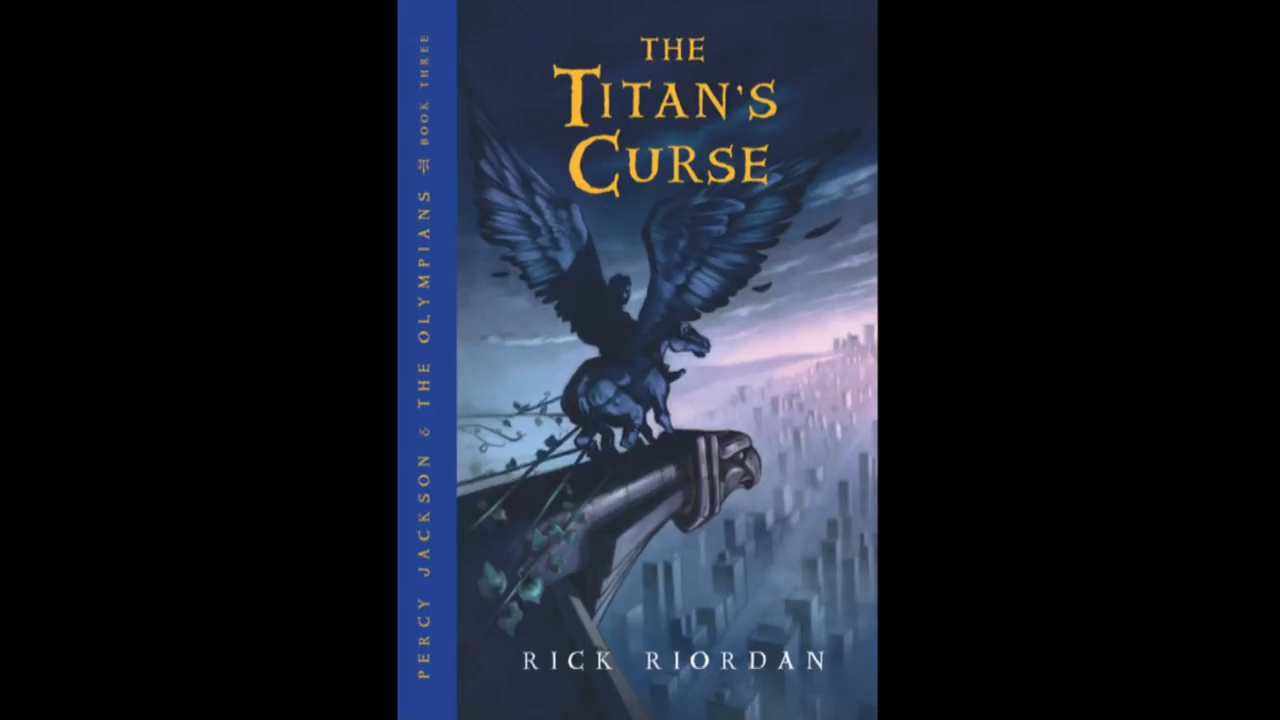 THE
TITAN'S
CURSE
PERCY JACKSON & THE OLYMPIANS BOOK THREE
RICK RIORDAN